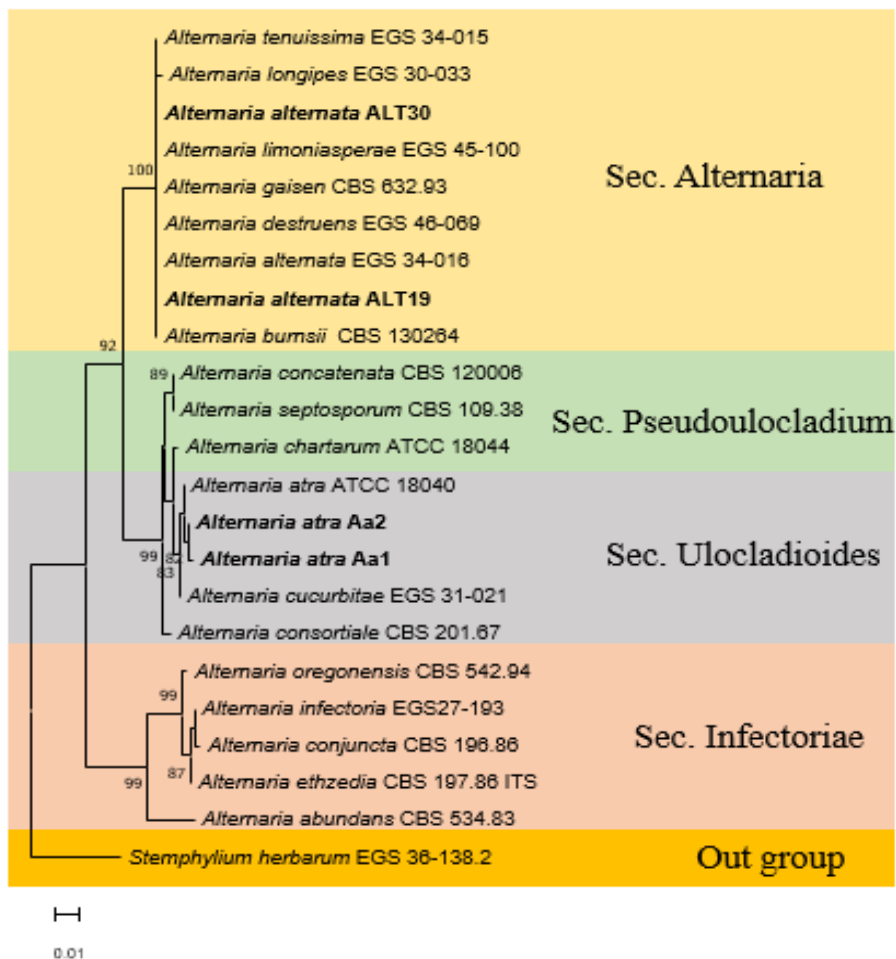 Alternaria tenuissima EGS 34-015
Alternaria longipes EGS 30-033
Alternaria alternata ALT30
Alternaria limoniasperae EGS 45-100
Alternaria gaisen CBS 632.93
Alternaria destruens EGS 46-069
Alternaria alternata EGS 34-016
Alternaria alternata ALT19
Alternaria burnsii CBS 130264
100
Sec. Alternaria
92
Alternaria concatenata CBS 120006
Alternaria septosporum CBS 109.38
Alternaria chartarum ATCC 18044
89
Sec. Pseudoulocladium
Alternaria atra ATCC 18040
Alternaria atra Aa2
Alternaria atra Aa1
Alternaria cucurbitae EGS 31-021
Alternaria consortiale CBS 201.67
99
82
83
Sec. Ulocladioides
Alternaria oregonensis CBS 542.94
Alternaria infectoria EGS27-193
Alternaria conjuncta CBS 196.86
Alternaria ethzedia CBS 197.86 ITS
Alternaria abundans CBS 534.83
99
87
99
Sec. Infectoriae
Stemphylium herbarum EGS 36-138.2
Out group
0.01